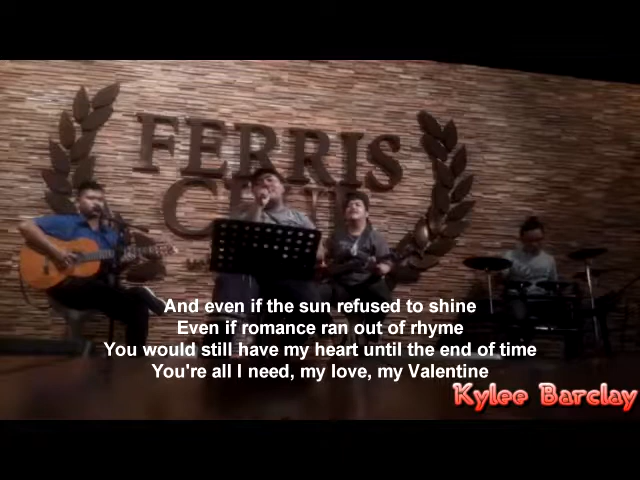 FERRIS
And even if the sun refused to shine
Even if romance ran out of rhyme
You would still have my heart until the end of time
You're all I need, my love, my Valentine
Kylee Barclay